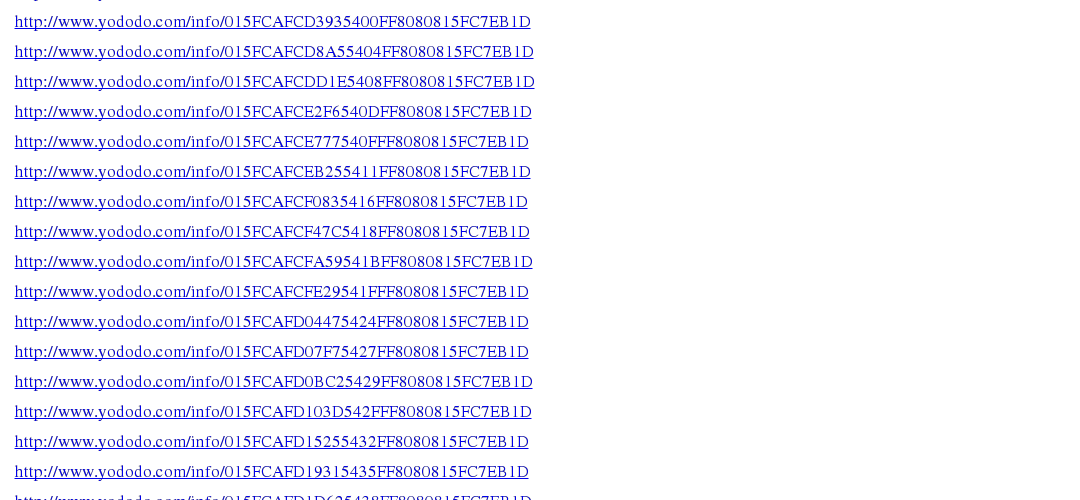 http://www.yododo.com/info/015FCAFCD3935400FF8080815FC7EB1D
http://www.yododo.com/info/015FCAFCD8A55404FF8080815FC7EB1D
http://www.yododo.com/info/015FCAFCDD1E5408FF8080815FC7EB1D
http://www.yododo.com/info/015FCAFCE2F6540DFF8080815FC7EB1D
http://www.yododo.com/info/015FCAFCE777540FFF8080815FC7EB1D
http://www.yododo.com/info/015FCAFCEB255411FF8080815FC7EB1D
http://www.yododo.com/info/015FCAFCF0835416FF8080815FC7EB1D
http://www.yododo.com/info/015FCAFCF47C5418FF8080815FC7EB1D
http://www.yododo.com/info/015FCAFCFA59541BFF8080815FC7EB1D
http://www.yododo.com/info/015FCAFCFE29541FFF8080815FC7EB1D
http://www.yododo.com/info/015FCAFD04475424FF8080815FC7EB1D
http://www.yododo.com/info/015FCAFD07F75427FF8080815FC7EB1D
http://www.yododo.com/info/015FCAFD0BC25429FF8080815FC7EB1D
http://www.yododo.com/info/015FCAFD103D542FFF8080815FC7EB1D
http://www.yododo.com/info/015FCAFD15255432FF8080815FC7EB1D
http://www.yododo.com/info/015FCAFD19315435FF8080815FC7EB1D